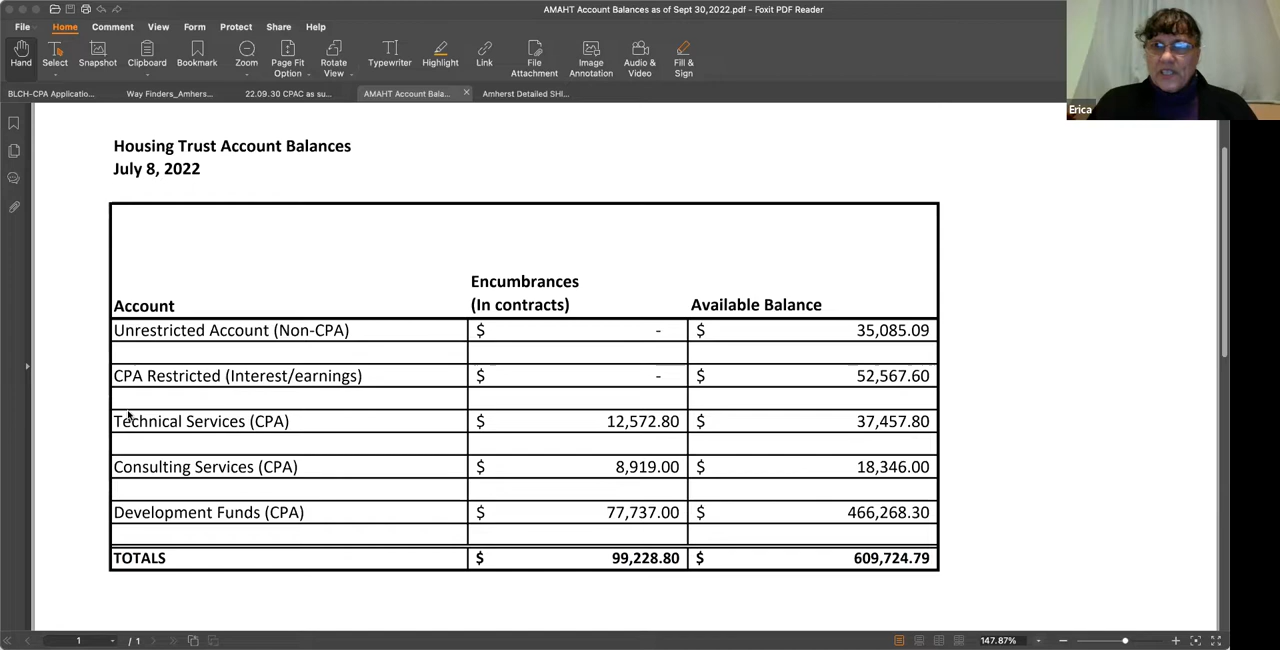 AMAHT Account Balances as of Sept 30,2022.pdf - Foxit PDF Reader
File Home Comment View Form Protect Share Help
Hand Select Snapshot Clipboard Bookmark Zoom Page Fit Option Rotate View Typewriter Highlight Link File Attachment Image Annotation Audio & Video Fill & Sign
BLCH-CPA Applicatio... Way Finders_Amhers... 22.09.30 CPAC as su... AMAHT Account Bala... Amherst Detailed SHI...
Erica
Housing Trust Account Balances
July 8, 2022
Account Encumbrances (In contracts) Available Balance
Unrestricted Account (Non-CPA) $ - $ 35,085.09
CPA Restricted (Interest/earnings) $ - $ 52,567.60
Technical Services (CPA) $ 12,572.80 $ 37,457.80
Consulting Services (CPA) $ 8,919.00 $ 18,346.00
Development Funds (CPA) $ 77,737.00 $ 466,268.30
TOTALS $ 99,228.80 $ 609,724.79
1 / 1 147.87%